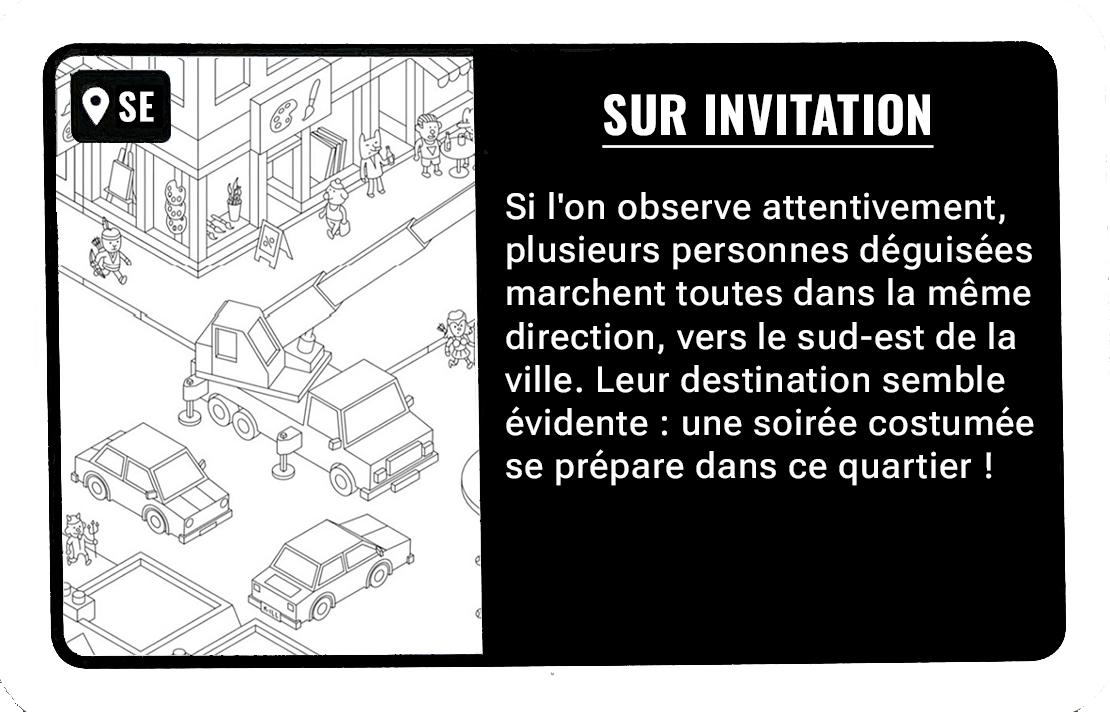 SE
SUR INVITATION
Si l'on observe attentivement,
plusieurs personnes déguisées
marchent toutes dans la même
direction, vers le sud-est de la
ville. Leur destination semble
évidente : une soirée costumée
se prépare dans ce quartier !
K·ILL